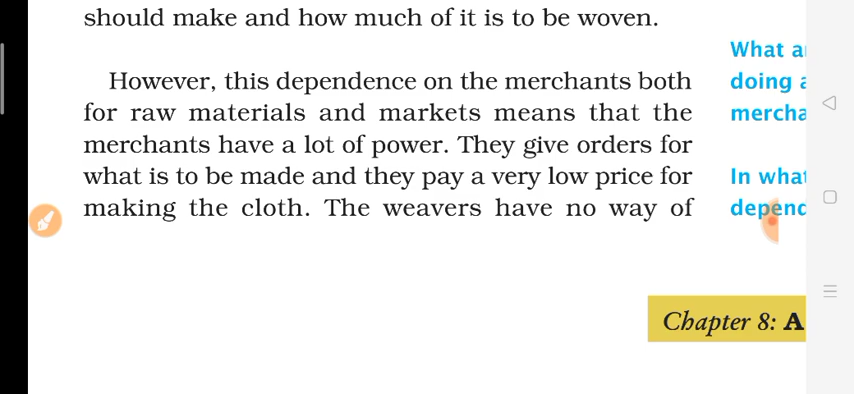 should make and how much of it is to be woven.
However, this dependence on the merchants both
for raw materials and markets means that the
merchants have a lot of power. They give orders for
what is to be made and they pay a very low price for
making the cloth. The weavers have no way of
What a
doing a
mercha
In what
depend
Chapter 8: A